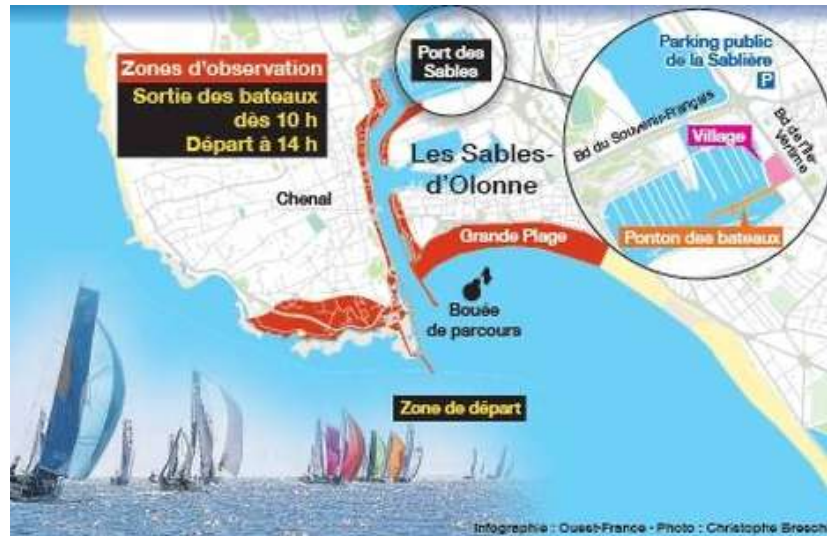 Zones d'observation
Sortie des bateaux
dès 10 h
Départ à 14 h
Port des
Sables
Parking public
de la Sablière
P
Bd du Souvenir-Français
Village
Bd de l'Île-
Vertime
Ponton des bateaux
Les Sables-
d'Olonne
Chenal
Grande Plage
Bouée
de parcours
Zone de départ
Infographie : Ouest-France - Photo : Christophe Bresch